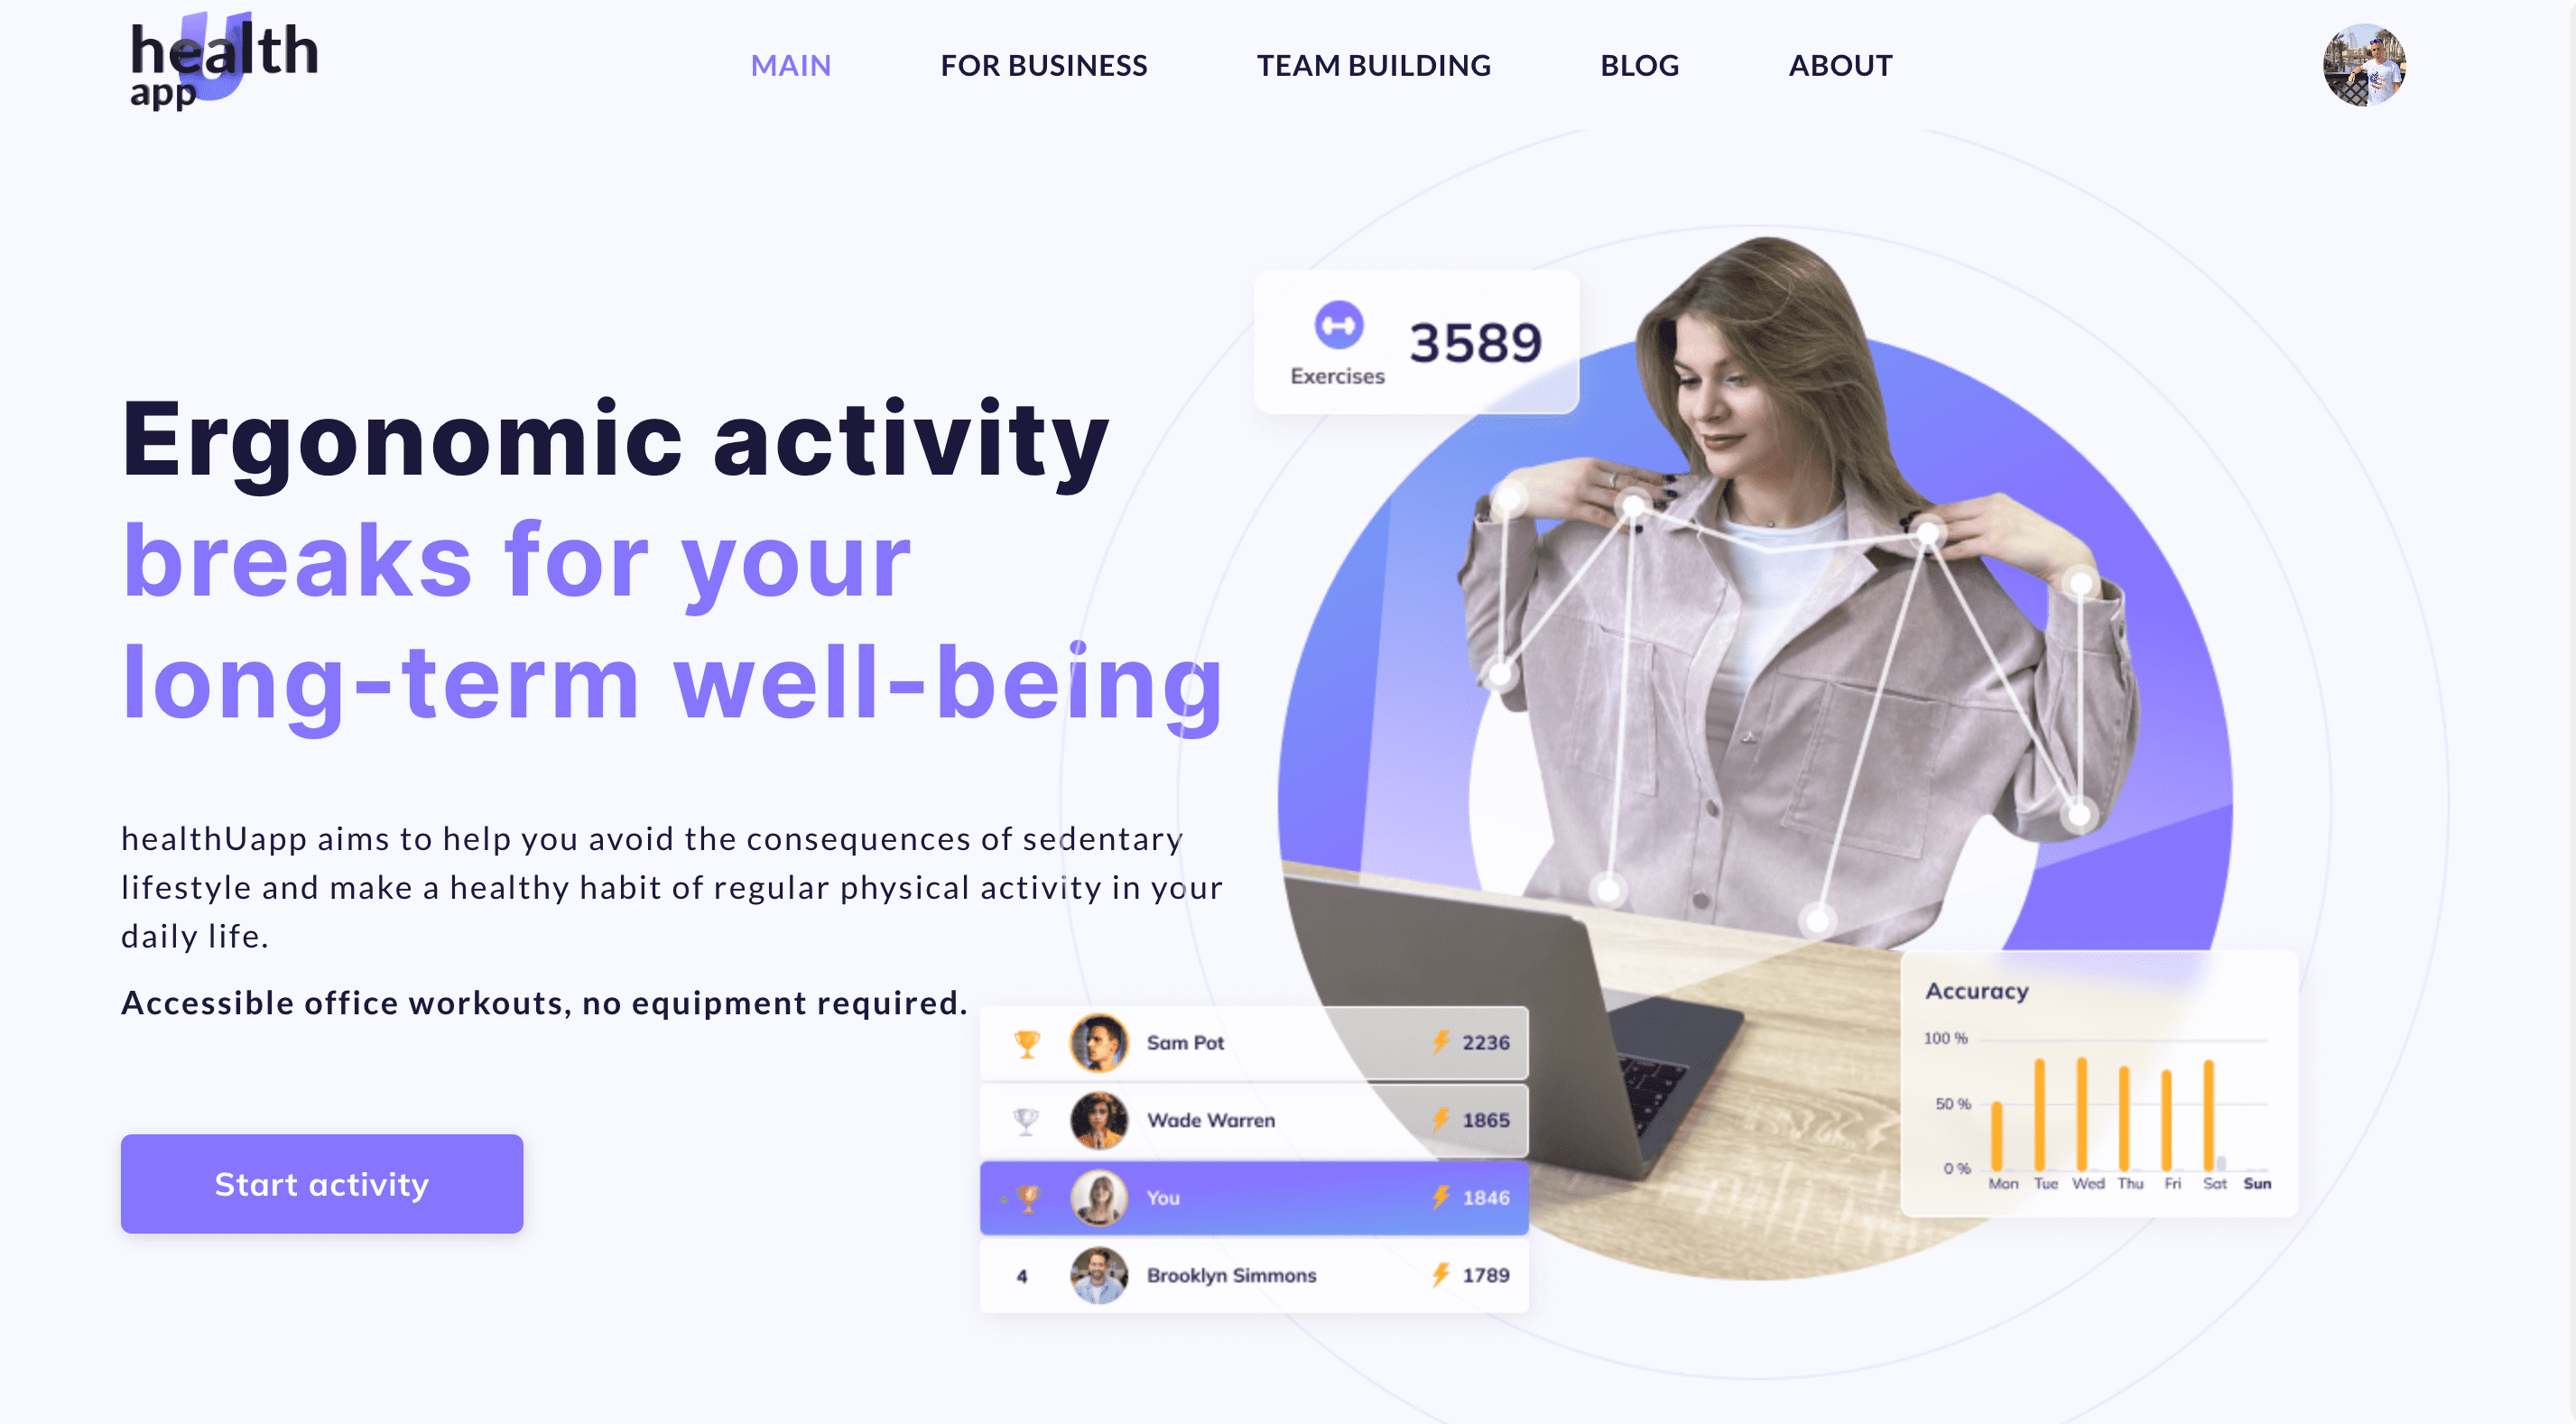 healthUapp
MAIN
FOR BUSINESS
TEAM BUILDING
BLOG
ABOUT
Exercises
3589
Ergonomic activity
breaks for your
long-term well-being
healthUapp aims to help you avoid the consequences of sedentary
lifestyle and make a healthy habit of regular physical activity in your
daily life.
Accessible office workouts, no equipment required.
Start activity
Sam Pot 2236
Wade Warren 1865
You 1846
4 Brooklyn Simmons 1789
Accuracy
100 %
50 %
0 %
Mon Tue Wed Thu Fri Sat Sun